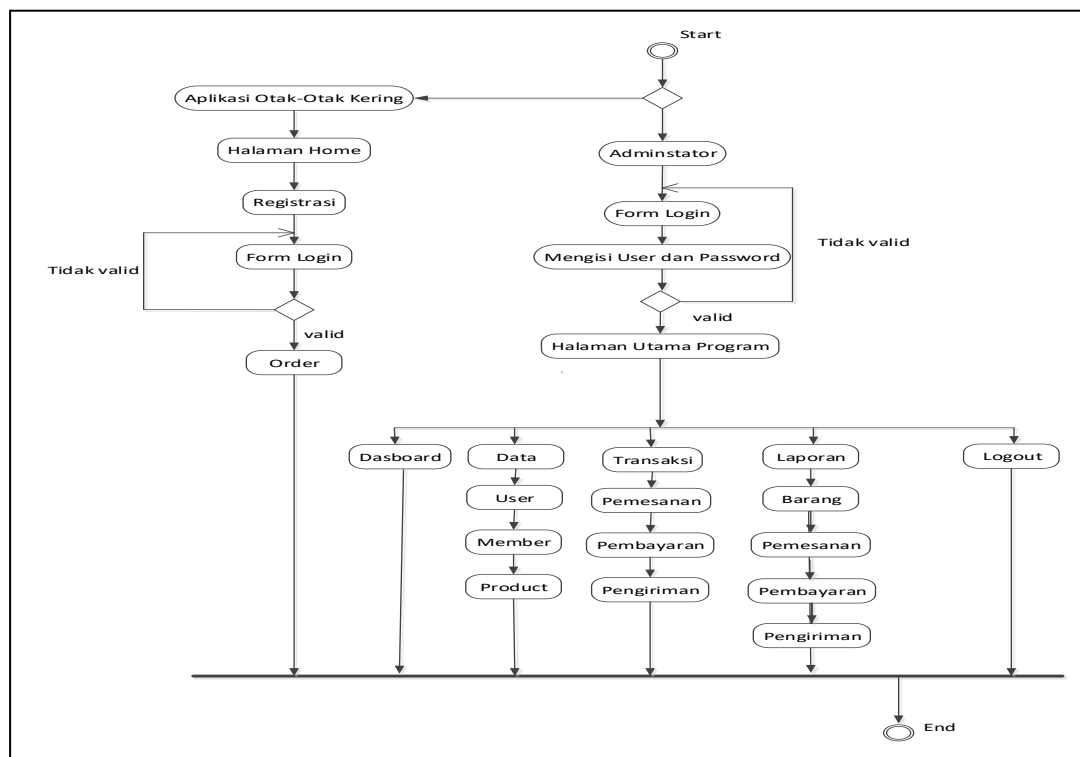 Start
Aplikasi Otak-Otak Kering
Halaman Home
Adminstator
Registrasi
Form Login
Form Login
Tidak valid
Mengisi User dan Password
Tidak valid
valid
valid
Halaman Utama Program
Order
Dasboard
Data
Transaksi
Laporan
Logout
User
Pemesanan
Barang
Member
Pembayaran
Pemesanan
Product
Pengiriman
Pembayaran
Pengiriman
End